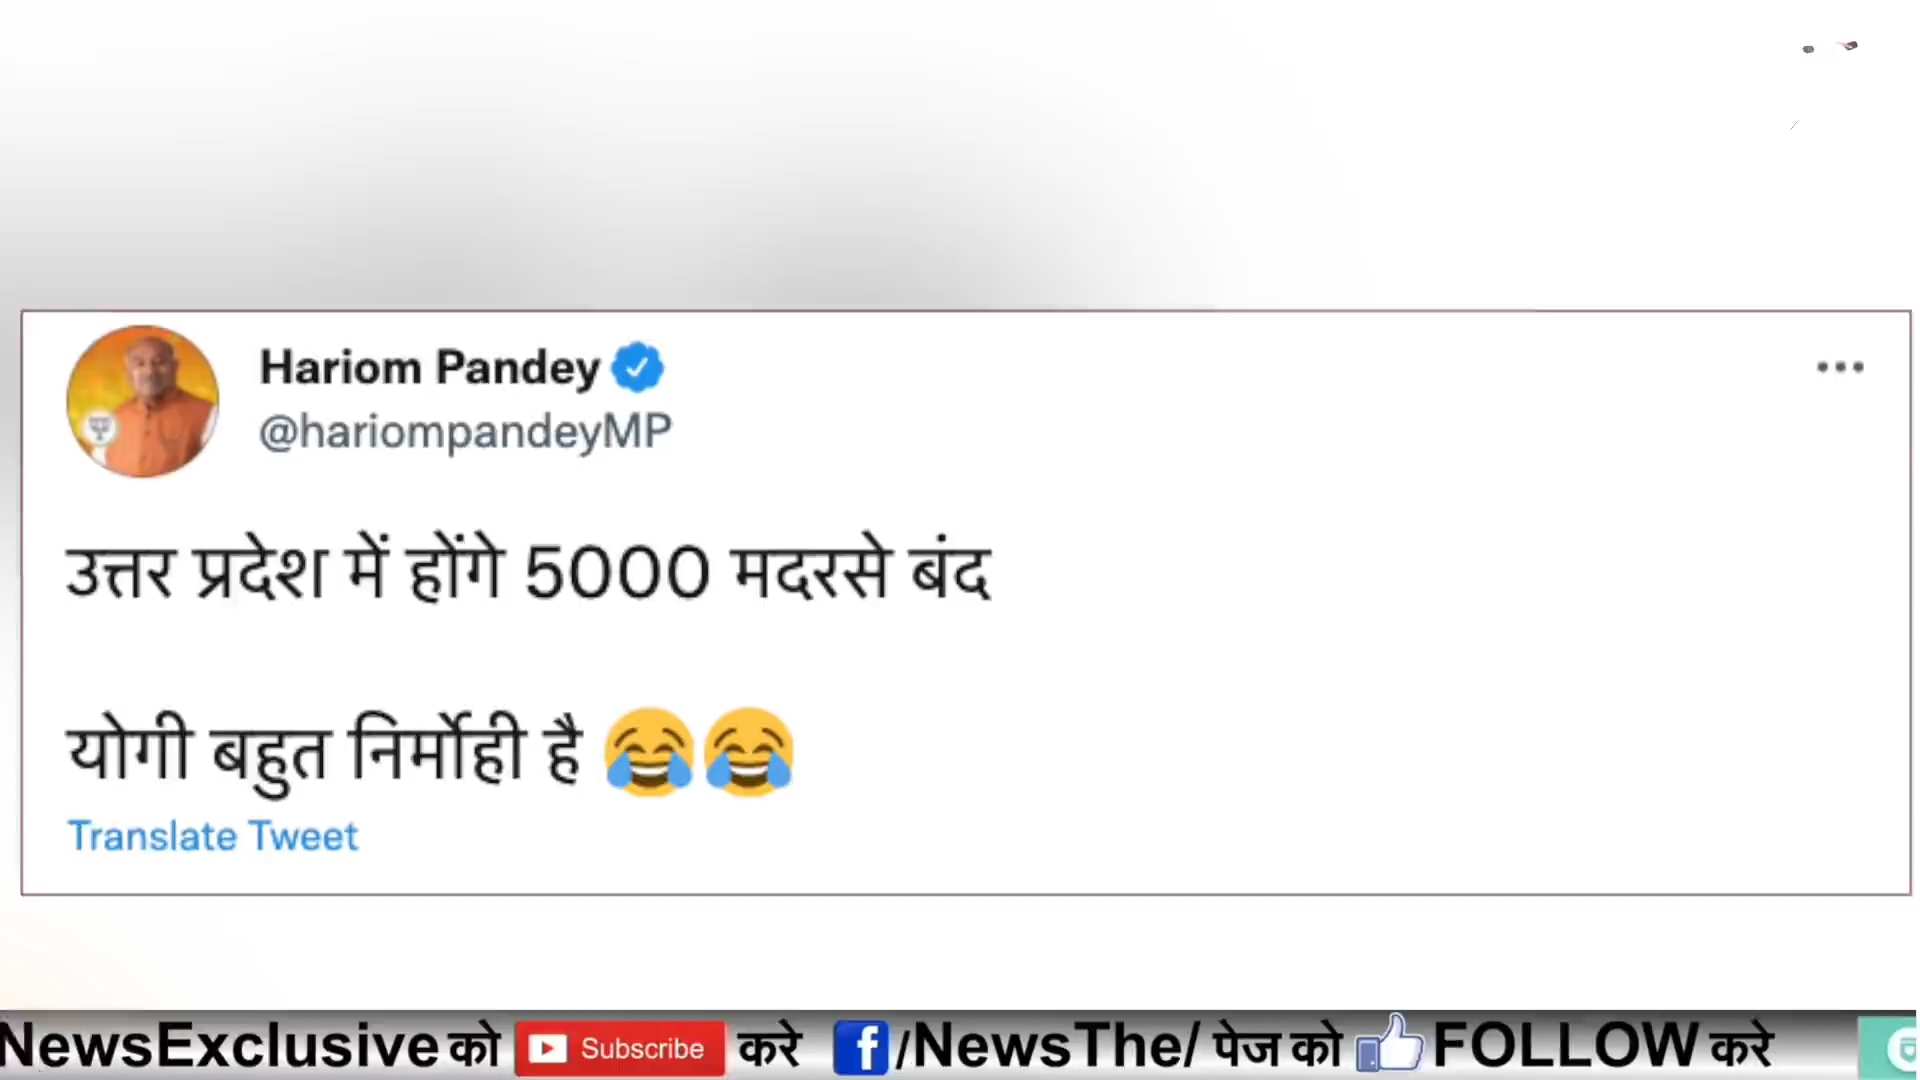 Hariom Pandey
@hariompandeyMP
उत्तर प्रदेश में होंगे 5000 मदरसे बंद
योगी बहुत निर्मोही है 😂😂
Translate Tweet
NewsExclusive को Subscribe करे f/NewsThe/ पेज को FOLLOW करे